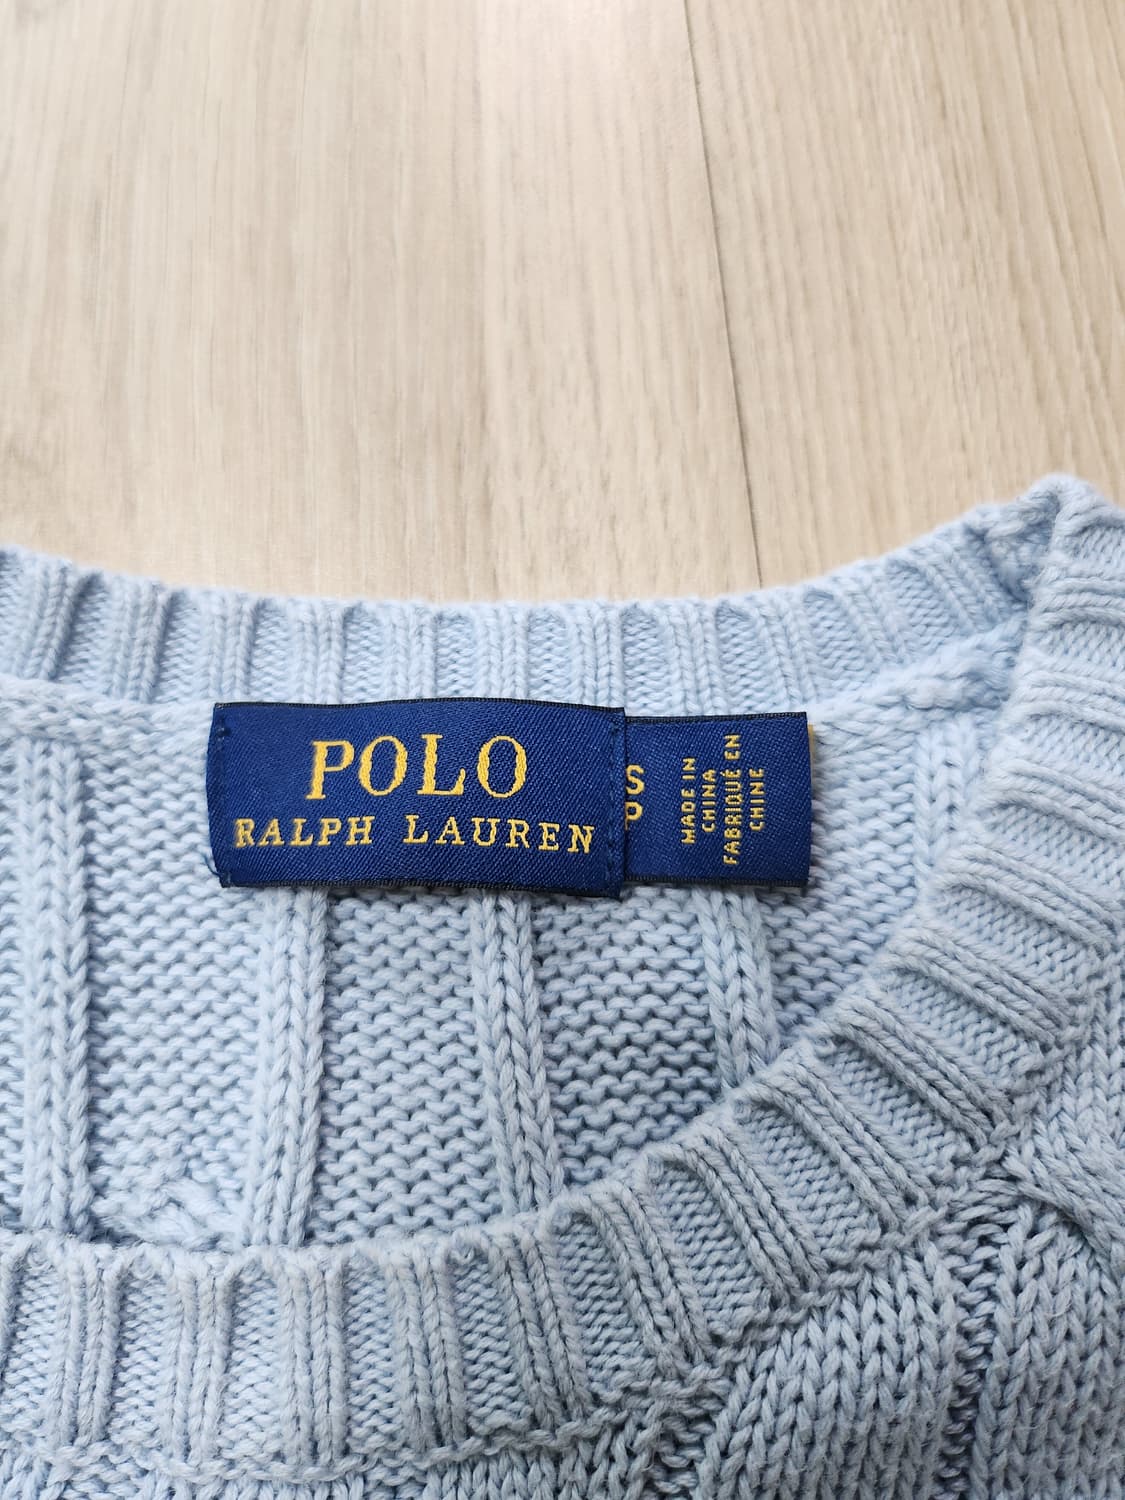 POLO
RALPH LAUREN
S
P
MADE IN
CHINA
FABRIQUÉ EN
CHINE